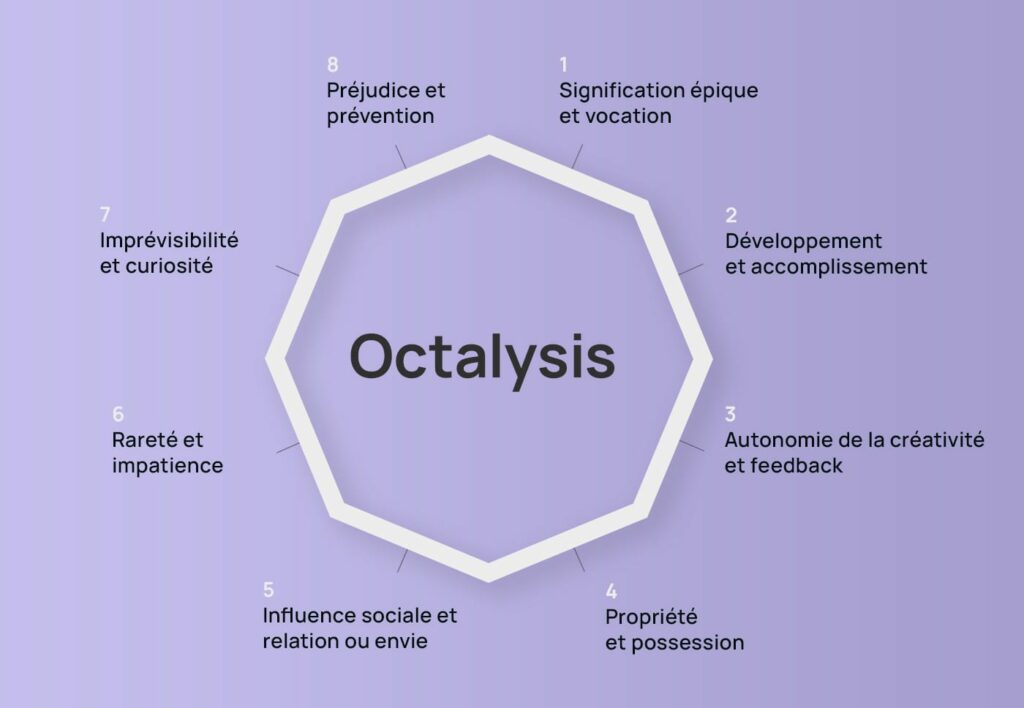 8
Préjudice et
prévention
1
Signification épique
et vocation
7
Imprévisibilité
et curiosité
2
Développement
et accomplissement
Octalysis
6
Rareté et
impatience
3
Autonomie de la créativité
et feedback
5
Influence sociale et
relation ou envie
4
Propriété
et possession